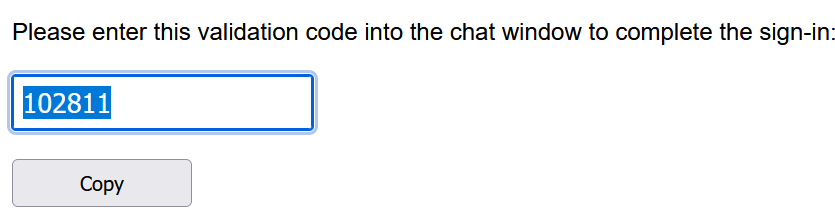 Please enter this validation code into the chat window to complete the sign-in:
102811
Copy